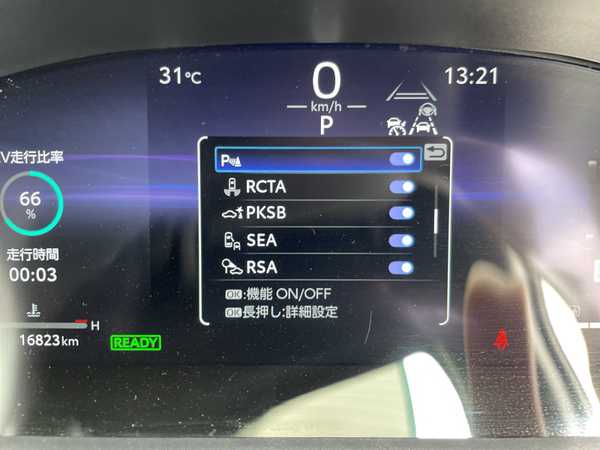 31℃
0
km/h
P
13:21
V走行比率
66
%
走行時間
00:03
H
16823km
READY
P
RCTA
PKSB
SEA
RSA
OK:機能 ON/OFF
OK長押し:詳細設定